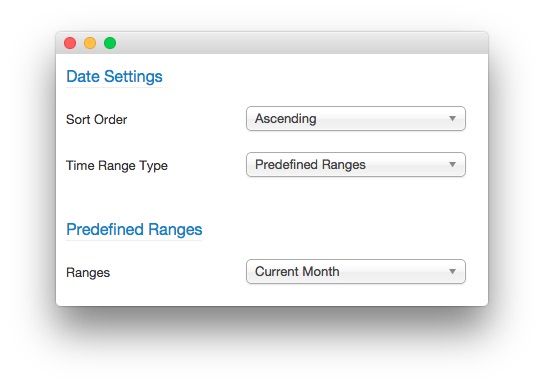 Date Settings
Sort Order Ascending
Time Range Type Predefined Ranges
Predefined Ranges
Ranges Current Month